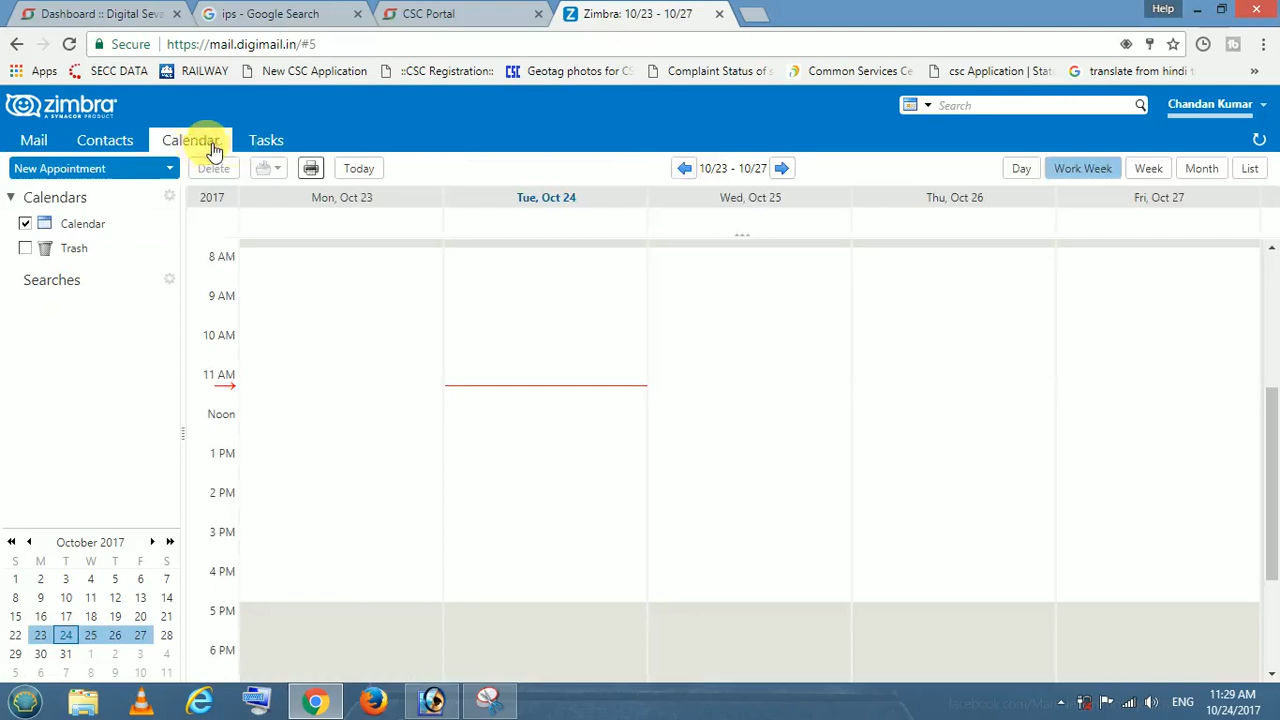 Dashboard :: Digital Seva
ips - Google Search
CSC Portal
Zimbra: 10/23 - 10/27
Help
Secure
https://mail.digimail.in/#5
Apps
SECC DATA
RAILWAY
New CSC Application
::CSC Registration::
Geotag photos for CS
Complaint Status of
Common Services Ce
csc Application | Stat
translate from hindi t
»
zimbra
A SYNACOR PRODUCT
Search
Chandan Kumar
Mail
Contacts
Calendar
Tasks
New Appointment
Delete
Today
10/23 - 10/27
Day
Work Week
Week
Month
List
Calendars
2017
Mon, Oct 23
Tue, Oct 24
Wed, Oct 25
Thu, Oct 26
Fri, Oct 27
Calendar
Trash
Searches
8 AM
9 AM
10 AM
11 AM
Noon
1 PM
2 PM
3 PM
4 PM
5 PM
6 PM
October 2017
S M T W T F S
1 2 3 4 5 6 7
8 9 10 11 12 13 14
15 16 17 18 19 20 21
22 23 24 25 26 27 28
29 30 31 1 2 3 4
5 6 7 8 9 10 11
ENG
11:29 AM
10/24/2017